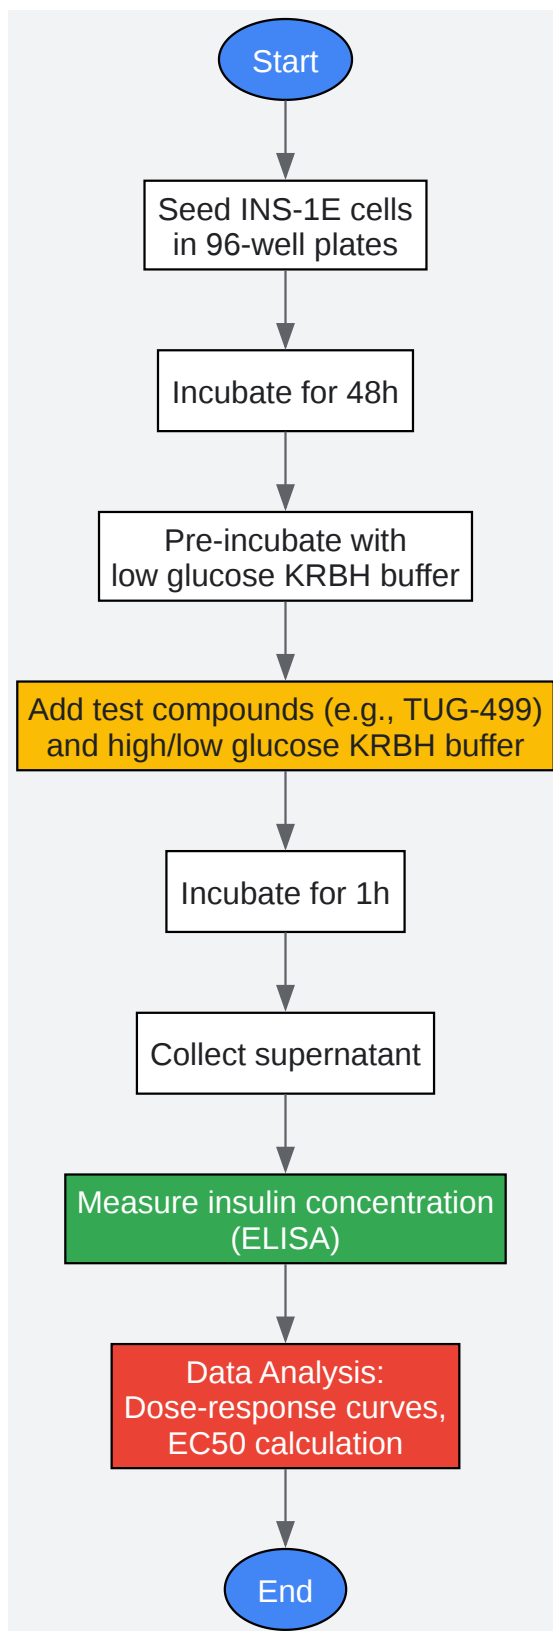 Start
Seed INS-1E cells
in 96-well plates
Incubate for 48h
Pre-incubate with
low glucose KRBH buffer
Add test compounds (e.g., TUG-499)
and high/low glucose KRBH buffer
Incubate for 1h
Collect supernatant
Measure insulin concentration
(ELISA)
Data Analysis:
Dose-response curves,
EC50 calculation
End